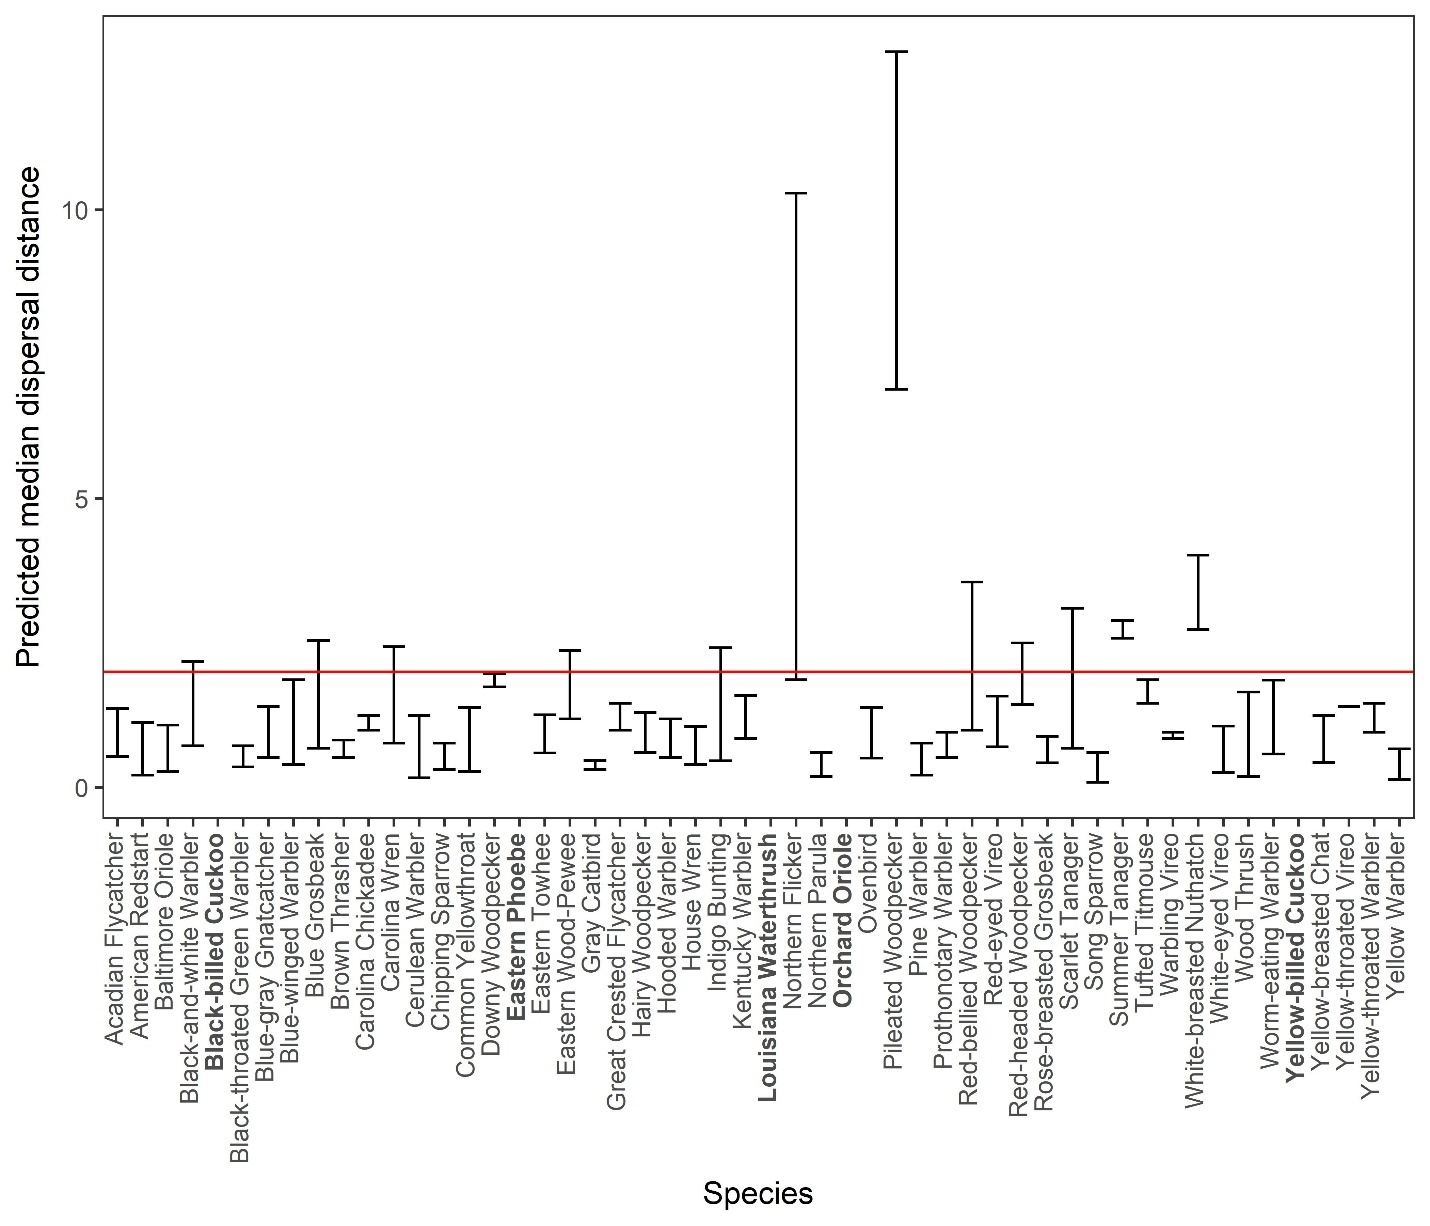 Predicted median dispersal distance
10
5
0
Acadian Flycatcher
American Redstart
Baltimore Oriole
Black-and-white Warbler
Black-billed Cuckoo
Black-throated Green Warbler
Blue-gray Gnatcatcher
Blue-winged Warbler
Blue Grosbeak
Brown Thrasher
Carolina Chickadee
Carolina Wren
Cerulean Warbler
Chipping Sparrow
Common Yellowthroat
Downy Woodpecker
Eastern Phoebe
Eastern Towhee
Eastern Wood-Pewee
Gray Catbird
Great Crested Flycatcher
Hairy Woodpecker
Hooded Warbler
House Wren
Indigo Bunting
Kentucky Warbler
Louisiana Waterthrush
Northern Flicker
Northern Parula
Orchard Oriole
Ovenbird
Pileated Woodpecker
Pine Warbler
Prothonotary Warbler
Red-bellied Woodpecker
Red-eyed Vireo
Red-headed Woodpecker
Rose-breasted Grosbeak
Scarlet Tanager
Song Sparrow
Summer Tanager
Tufted Titmouse
Warbling Vireo
White-breasted Nuthatch
White-eyed Vireo
Wood Thrush
Worm-eating Warbler
Yellow-billed Cuckoo
Yellow-breasted Chat
Yellow-throated Vireo
Yellow-throated Warbler
Yellow Warbler
Species